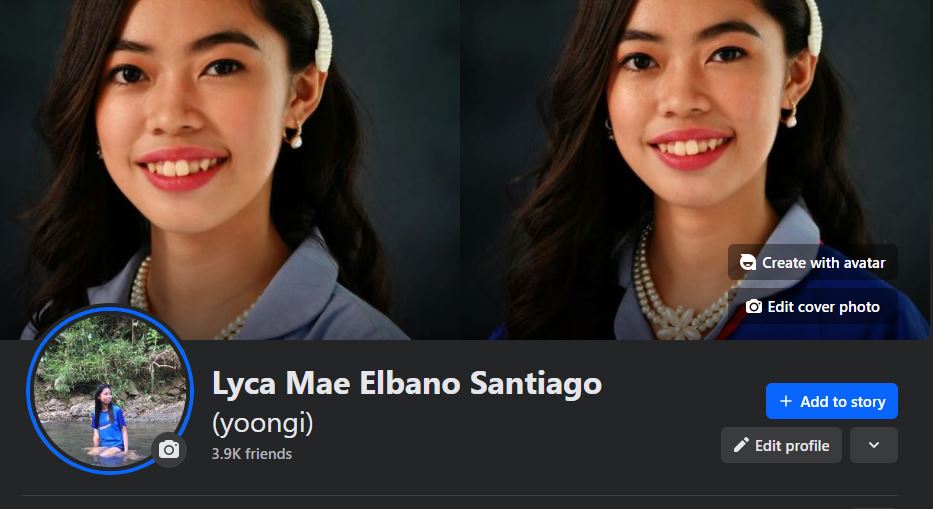 Create with avatar
Edit cover photo
Lyca Mae Elbano Santiago
(yoongi)
3.9K friends
+ Add to story
Edit profile